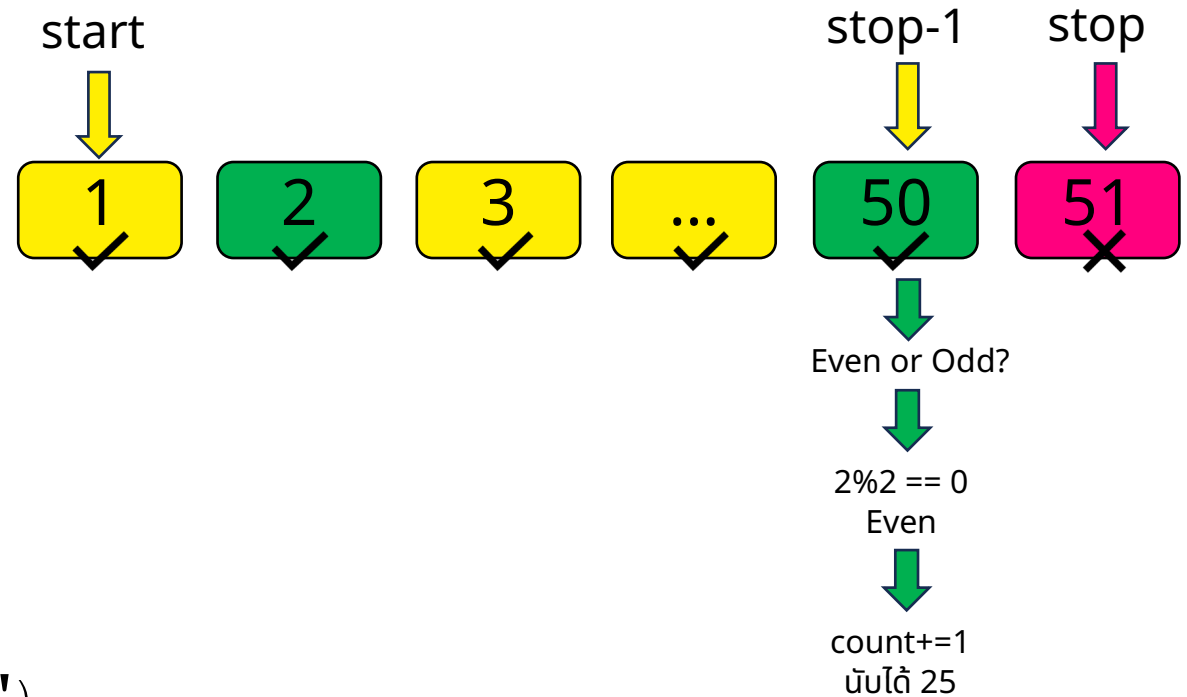 start
stop-1
stop
1
2
3
...
50
51
Even or Odd?
2%2 == 0
Even
count+=1
นับได้ 25
')